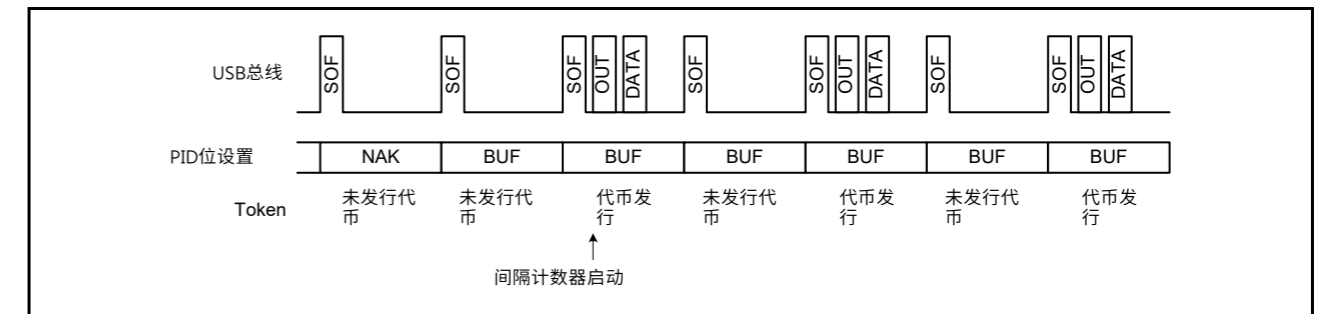 USB总线
SOF
SOF
SOF
OUT
DATA
SOF
SOF
OUT
DATA
SOF
SOF
OUT
DATA
PID位设置
NAK
BUF
BUF
BUF
BUF
BUF
BUF
Token
未发行代
币
未发行代
币
代币发
行
未发行代
币
代币发
行
未发行代
币
代币发
行
间隔计数器启动